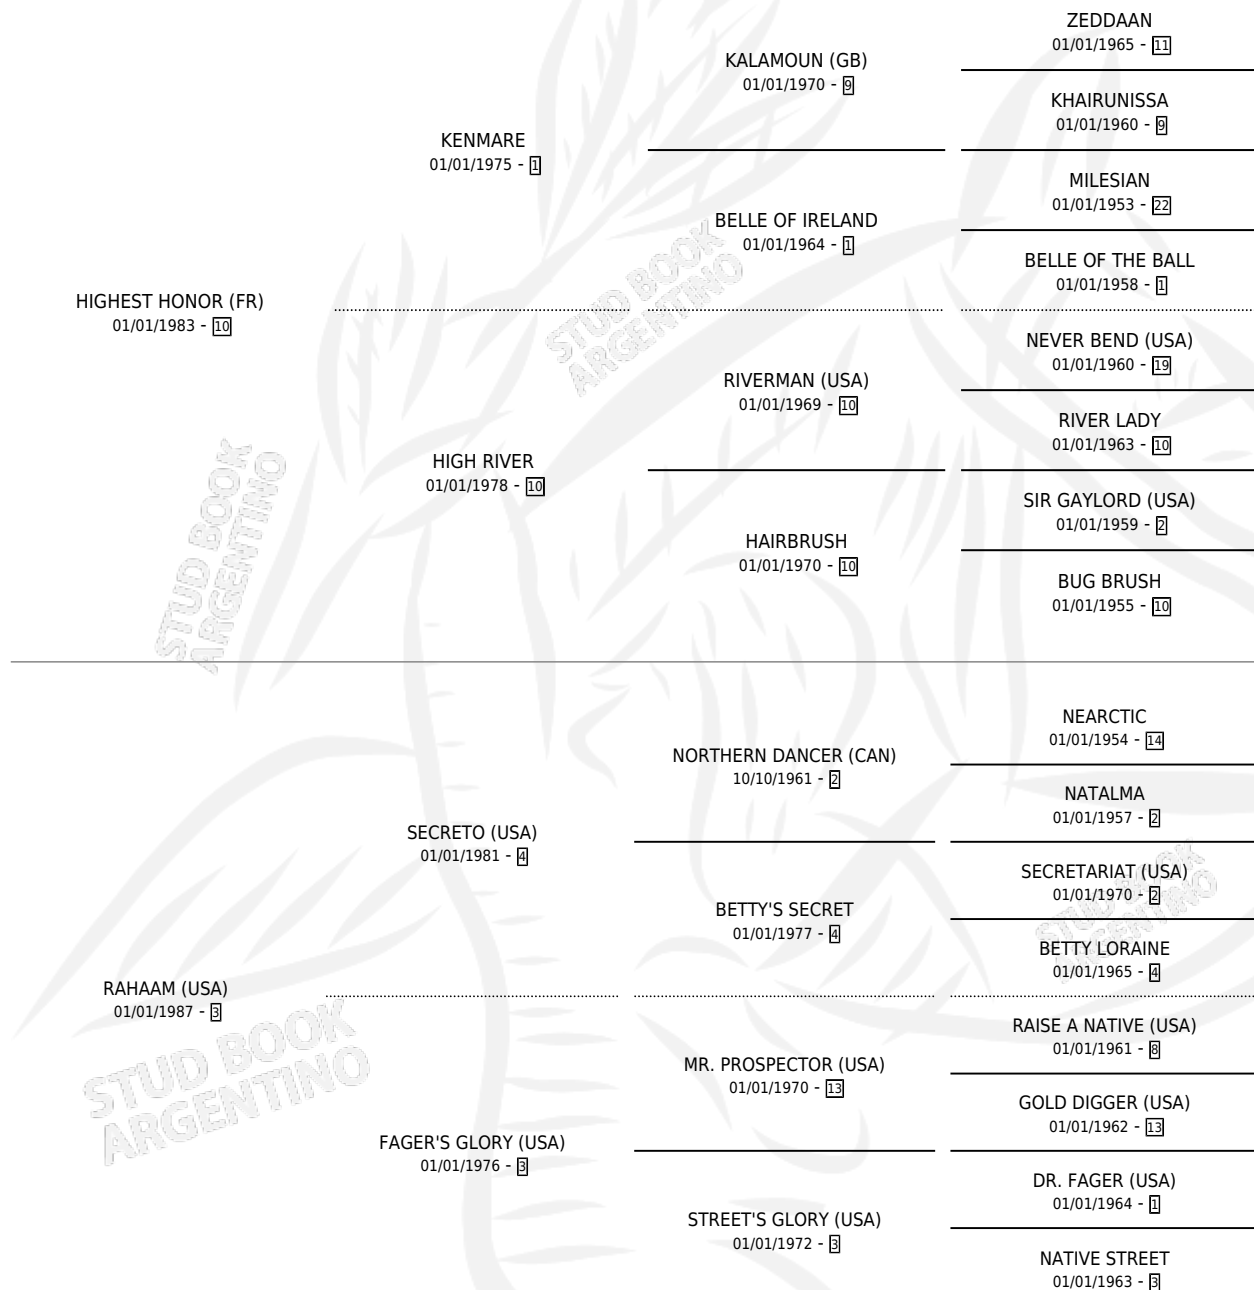 ZEDDAAN
01/01/1965 - 11
KALAMOUN (GB)
01/01/1970 - 9
KHAIRUNISSA
01/01/1960 - 9
KENMARE
01/01/1975 - 1
MILESIAN
01/01/1953 - 22
BELLE OF IRELAND
01/01/1964 - 1
BELLE OF THE BALL
01/01/1958 - 1
HIGHEST HONOR (FR)
01/01/1983 - 10
NEVER BEND (USA)
01/01/1960 - 19
RIVERMAN (USA)
01/01/1969 - 10
RIVER LADY
01/01/1963 - 10
HIGH RIVER
01/01/1978 - 10
SIR GAYLORD (USA)
01/01/1959 - 2
HAIRBRUSH
01/01/1970 - 10
BUG BRUSH
01/01/1955 - 10
NEARCTIC
01/01/1954 - 14
NORTHERN DANCER (CAN)
10/10/1961 - 2
NATALMA
01/01/1957 - 2
SECRETO (USA)
01/01/1981 - 4
SECRETARIAT (USA)
01/01/1970 - 2
BETTY'S SECRET
01/01/1977 - 4
BETTY LORAINE
01/01/1965 - 4
RAHAAM (USA)
01/01/1987 - 3
RAISE A NATIVE (USA)
01/01/1961 - 8
MR. PROSPECTOR (USA)
01/01/1970 - 13
GOLD DIGGER (USA)
01/01/1962 - 13
FAGER'S GLORY (USA)
01/01/1976 - 3
DR. FAGER (USA)
01/01/1964 - 1
STREET'S GLORY (USA)
01/01/1972 - 3
NATIVE STREET
01/01/1963 - 3
STUD BOOK
ARGENTINO
STUD BOOK
ARGENTINO
STUD BOOK
ARGENTINO
STUD BOOK
ARGENTINO